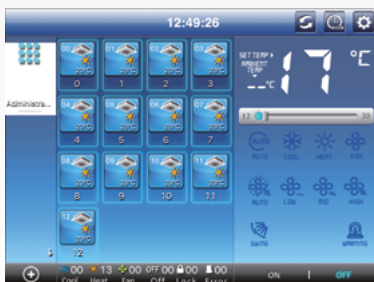 12:49:26
Administra...
00 01 02 03
0 1 2 3
04 05 06 07
4 5 6 7
08 09 10 11
8 9 10 11
12
12
SET TEMP
AMBIENT
TEMP
17 °C
--°C
17 30
AUTO COOL HEAT FAN
AUTO LOW MID HIGH
SWING WARNING
00 13 00 OFF 00 00 00
Cool Heat Fan Off Lock Error
ON | OFF